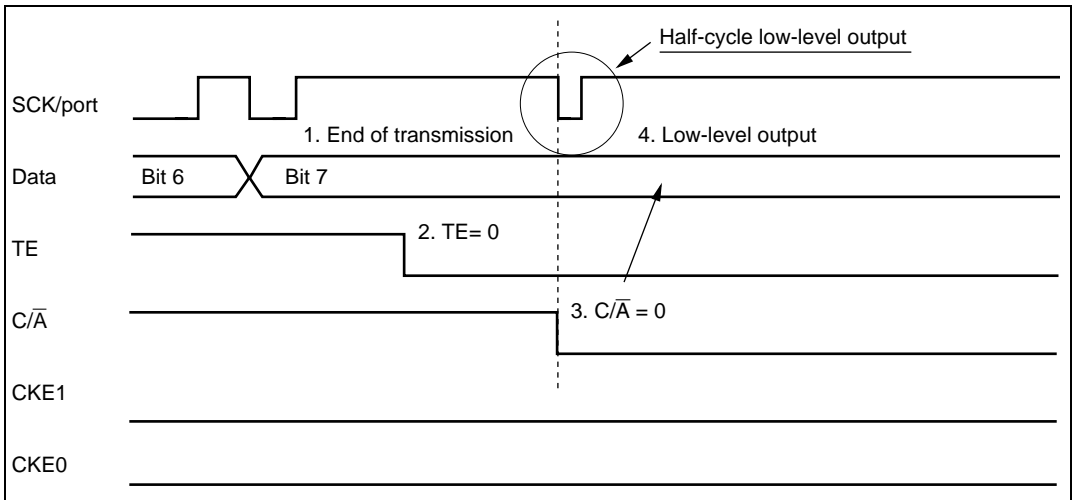 Half-cycle low-level output
SCK/port
1. End of transmission
4. Low-level output
Data
Bit 6
Bit 7
TE
2. TE= 0
C/A̅
3. C/A̅ = 0
CKE1
CKE0